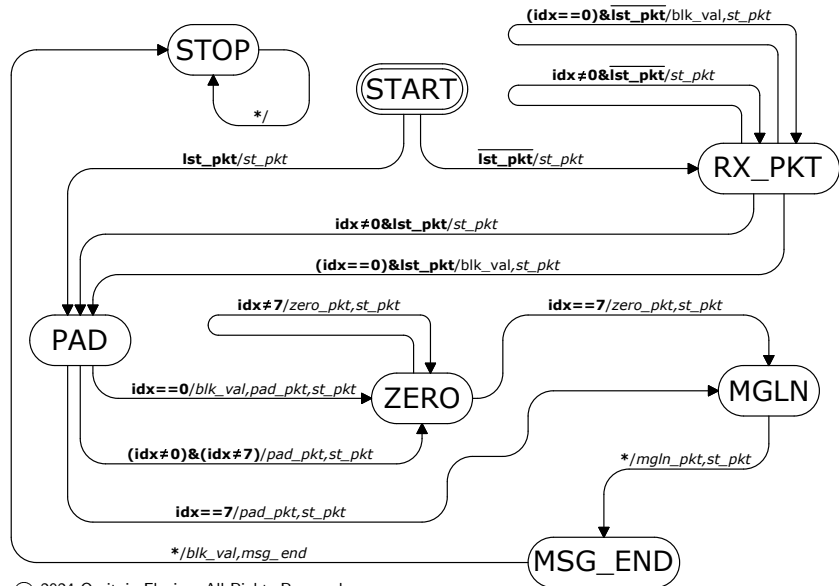 (idx==0)&lst_pkt/blk_val,st_pkt
STOP
idx≠0&lst_pkt/st_pkt
START
*/
lst_pkt/st_pkt
lst_pkt/st_pkt
RX_PKT
idx≠0&lst_pkt/st_pkt
(idx==0)&lst_pkt/blk_val,st_pkt
idx≠7/zero_pkt,st_pkt
idx==7/zero_pkt,st_pkt
PAD
idx==0/blk_val,pad_pkt,st_pkt
ZERO
MGLN
(idx≠0)&(idx≠7)/pad_pkt,st_pkt
*/mgln_pkt,st_pkt
idx==7/pad_pkt,st_pkt
*/blk_val,msg_end
MSG_END